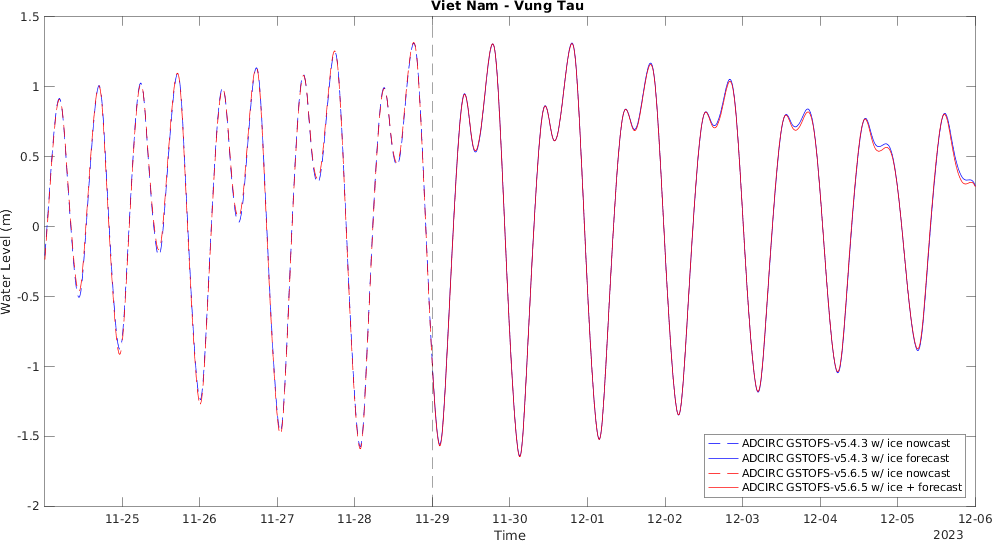 Viet Nam - Vung Tau
1.5
1
0.5
0
-0.5
-1
-1.5
-2
Water Level (m)
11-25 11-26 11-27 11-28 11-29 11-30 12-01 12-02 12-03 12-04 12-05 12-06
Time
2023
ADCIRC GSTOFS-v5.4.3 w/ ice nowcast
ADCIRC GSTOFS-v5.4.3 w/ ice forecast
ADCIRC GSTOFS-v5.6.5 w/ ice nowcast
ADCIRC GSTOFS-v5.6.5 w/ ice + forecast